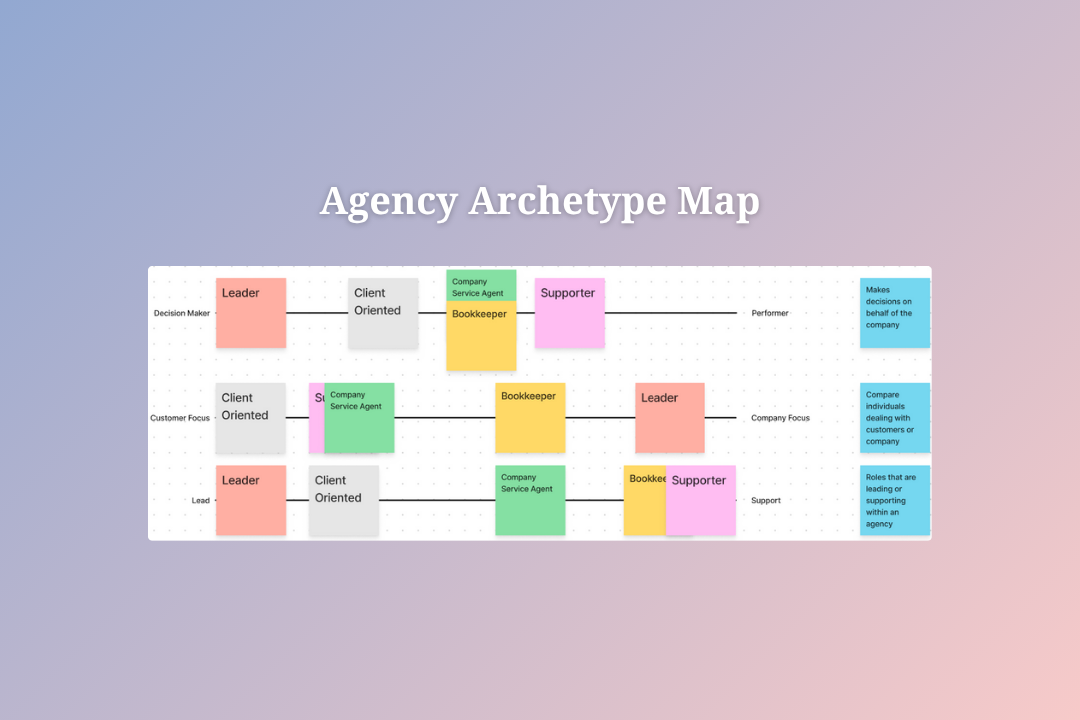 Agency Archetype Map
Decision Maker
Leader
Client
Oriented
Company
Service Agent
Bookkeeper
Supporter
Performer
Makes
decisions on
behalf of the
company
Customer Focus
Client
Oriented
Su
Company
Service Agent
Bookkeeper
Leader
Company Focus
Compare
individuals
dealing with
customers or
company
Lead
Leader
Client
Oriented
Company
Service Agent
Bookkee
Supporter
Support
Roles that are
leading or
supporting
within an
agency